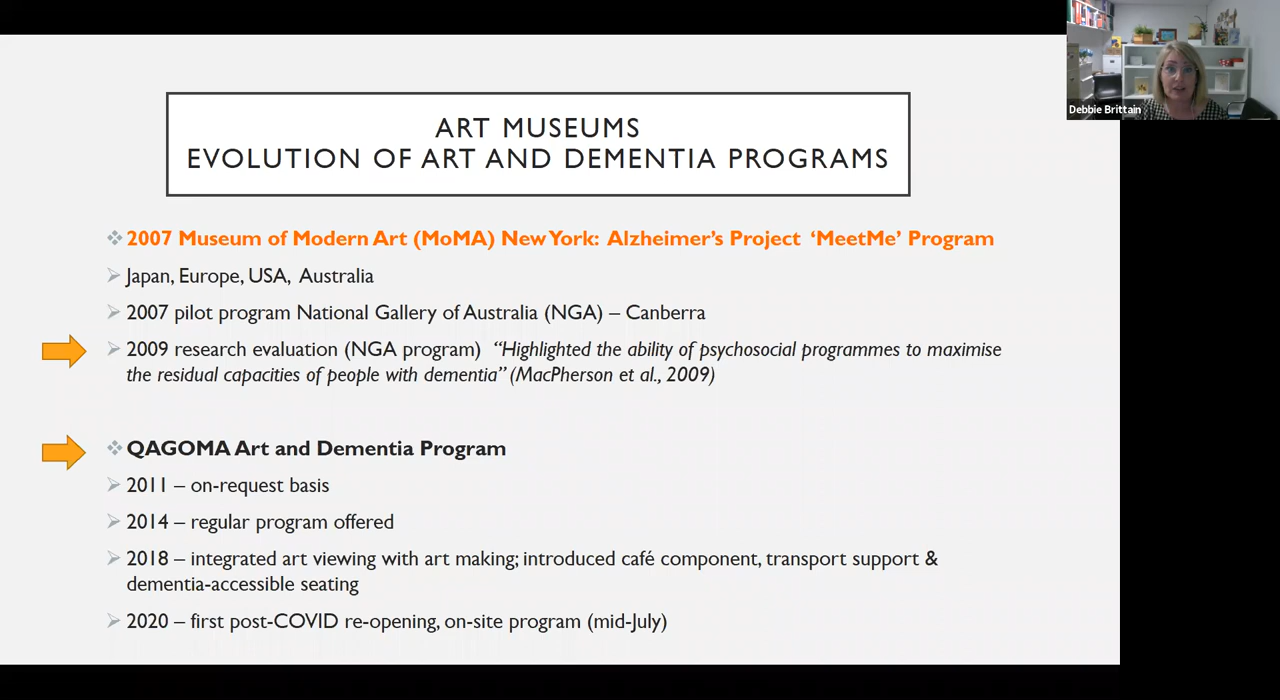 Debbie Brittain
ART MUSEUMS
EVOLUTION OF ART AND DEMENTIA PROGRAMS
2007 Museum of Modern Art (MoMA) New York: Alzheimer's Project 'MeetMe' Program
Japan, Europe, USA, Australia
2007 pilot program National Gallery of Australia (NGA) – Canberra
2009 research evaluation (NGA program) “Highlighted the ability of psychosocial programmes to maximise
the residual capacities of people with dementia” (MacPherson et al., 2009)
QAGOMA Art and Dementia Program
2011 – on-request basis
2014 – regular program offered
2018 – integrated art viewing with art making; introduced café component, transport support &
dementia-accessible seating
2020 – first post-COVID re-opening, on-site program (mid-July)